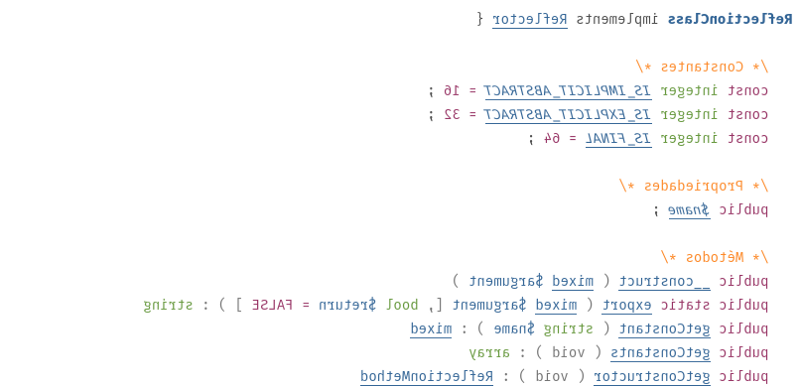 ReflectionClass implements Reflector {
/* Constantes */
const integer IS_IMPLICIT_ABSTRACT = 16 ;
const integer IS_EXPLICIT_ABSTRACT = 32 ;
const integer IS_FINAL = 64 ;
/* Propriedades */
public $name ;
/* Métodos */
public __construct ( mixed $argument )
public static export ( mixed $argument [, bool $return = FALSE ] ) : string
public getConstant ( string $name ) : mixed
public getConstants ( void ) : array
public getConstructor ( void ) : ReflectionMethod